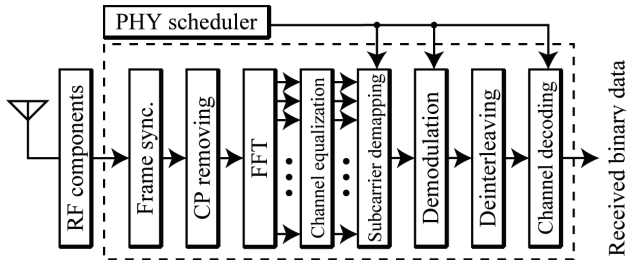 PHY scheduler
RF components
Frame sync.
CP removing
FFT
Channel equalization
Subcarrier demapping
Demodulation
Deinterleaving
Channel decoding
Received binary data